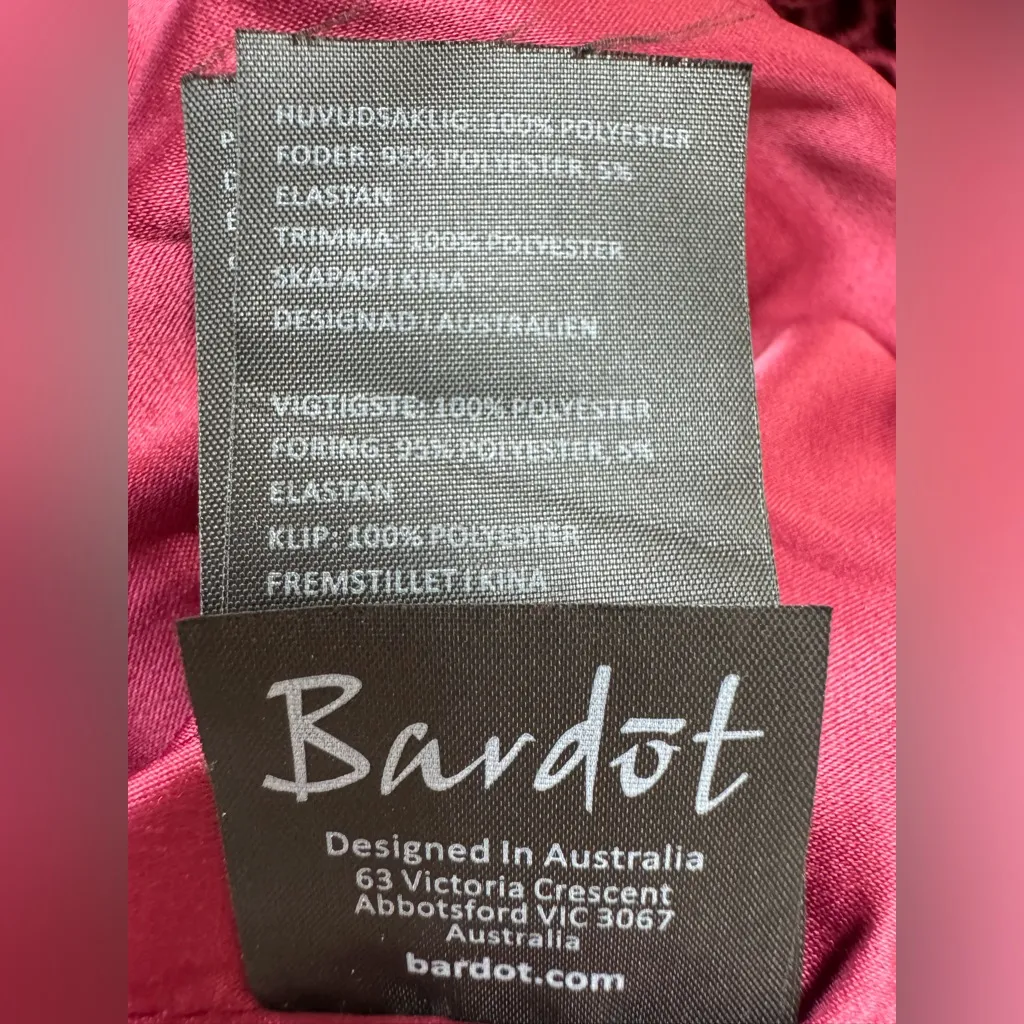 HUVUDSAKLIG: 100% POLYESTER
FODER: 95% POLYESTER, 5%
ELASTAN
TRIMMA: 100% POLYESTER
SKAPAD I KINA
DESIGNAD I AUSTRALIEN
VIGTIGSTE: 100% POLYESTER
FORING: 95% POLYESTER, 5%
ELASTAN
KLIP: 100% POLYESTER
FREMSTILLET I KINA
Bardōt
Designed In Australia
63 Victoria Crescent
Abbotsford VIC 3067
Australia
bardot.com